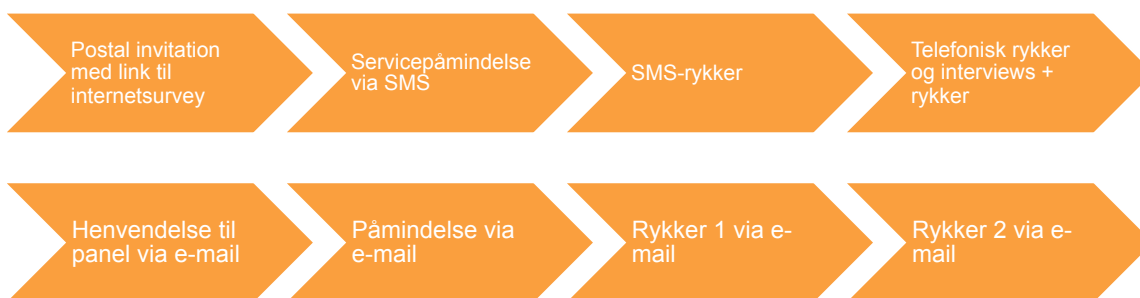 Postal invitation
med link til
internetsurvey
Servicepåmindelse
via SMS
SMS-rykker
Telefonisk rykker
og interviews +
rykker
Henvendelse til
panel via e-mail
Påmindelse via
e-mail
Rykker 1 via e-
mail
Rykker 2 via e-
mail